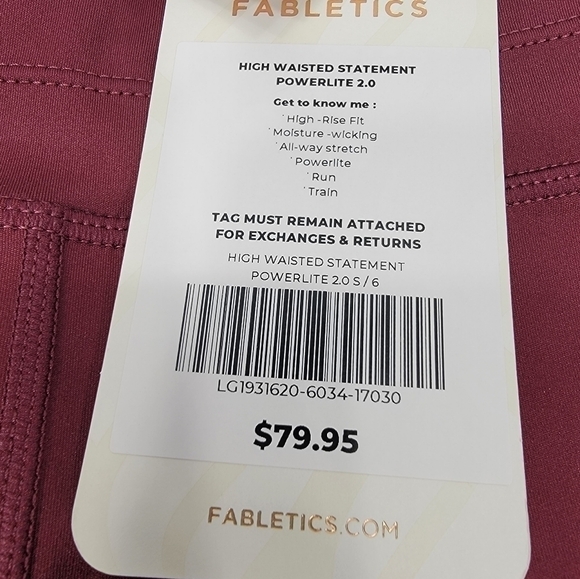 FABLETICS
HIGH WAISTED STATEMENT
POWERLITE 2.0
Get to know me :
High -Rise Fit
Moisture -wicking
All-way stretch
Powerlite
Run
Train
TAG MUST REMAIN ATTACHED
FOR EXCHANGES & RETURNS
HIGH WAISTED STATEMENT
POWERLITE 2.0 S / 6
LG1931620-6034-17030
$79.95
FABLETICS.COM